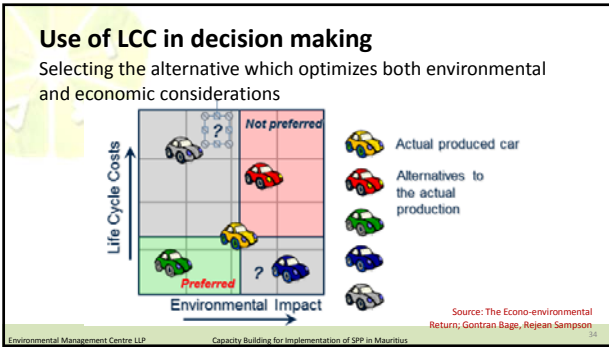 Use of LCC in decision making
Selecting the alternative which optimizes both environmental
and economic considerations
?
Not preferred
Life Cycle Costs
Preferred
?
Environmental Impact
Actual produced car
Alternatives to
the actual
production
Source: The Econo-environmental
Return; Gontran Bage, Rejean Sampson
Environmental Management Centre LLP
Capacity Building for Implementation of SPP in Mauritius
34